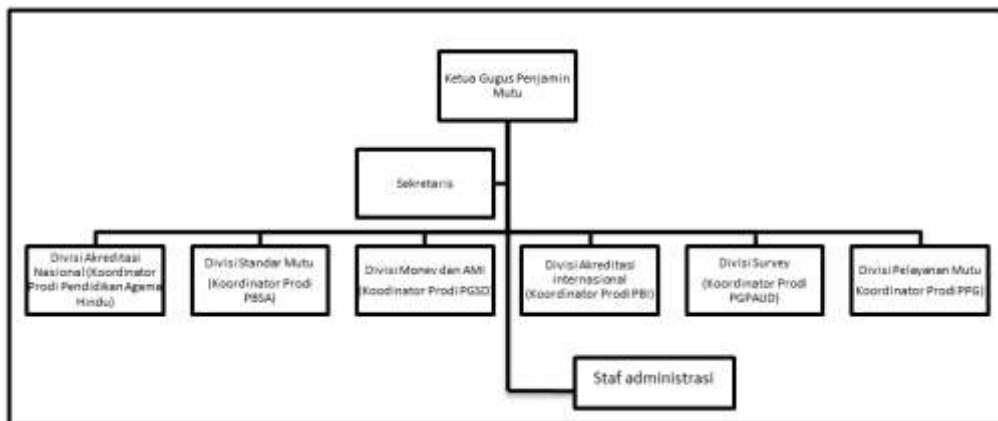 Ketua Gugus Penjamin
Mutu
Sekretaris
Divisi Akreditasi
Nasional (Koordinator
Prodi Pendidikan Agama
Hindu)
Divisi Standar Mutu
(Koordinator Prodi
PBSA)
Divisi Monev dan AMI
(Koodinator Prodi PGSD)
Divisi Akreditasi
internasional
(Koordinator Prodi PBI)
Divisi Survey
(Koordinator Prodi
PGPAUD)
Divisi Pelayanan Mutu
Koordinator Prodi PPG)
Staf administrasi